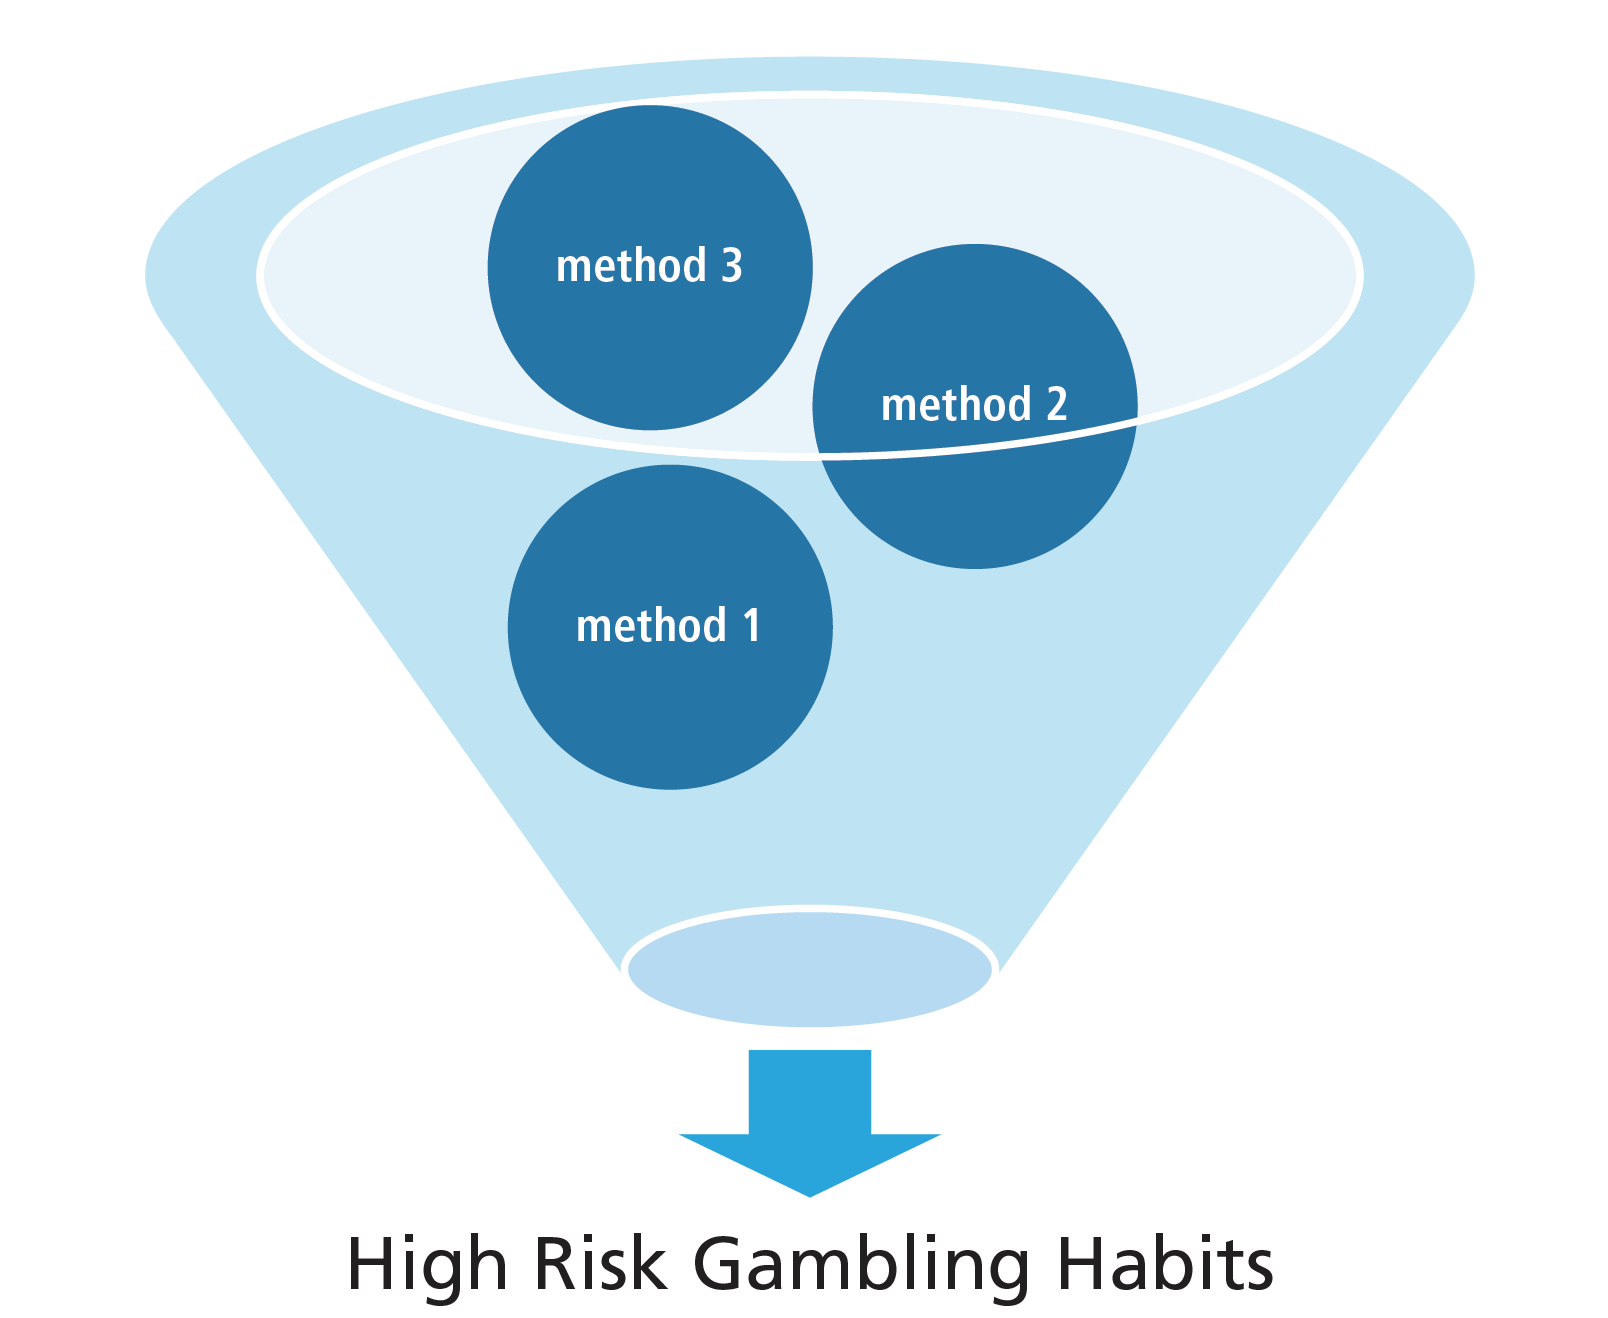 method 3
method 2
method 1
High Risk Gambling Habits